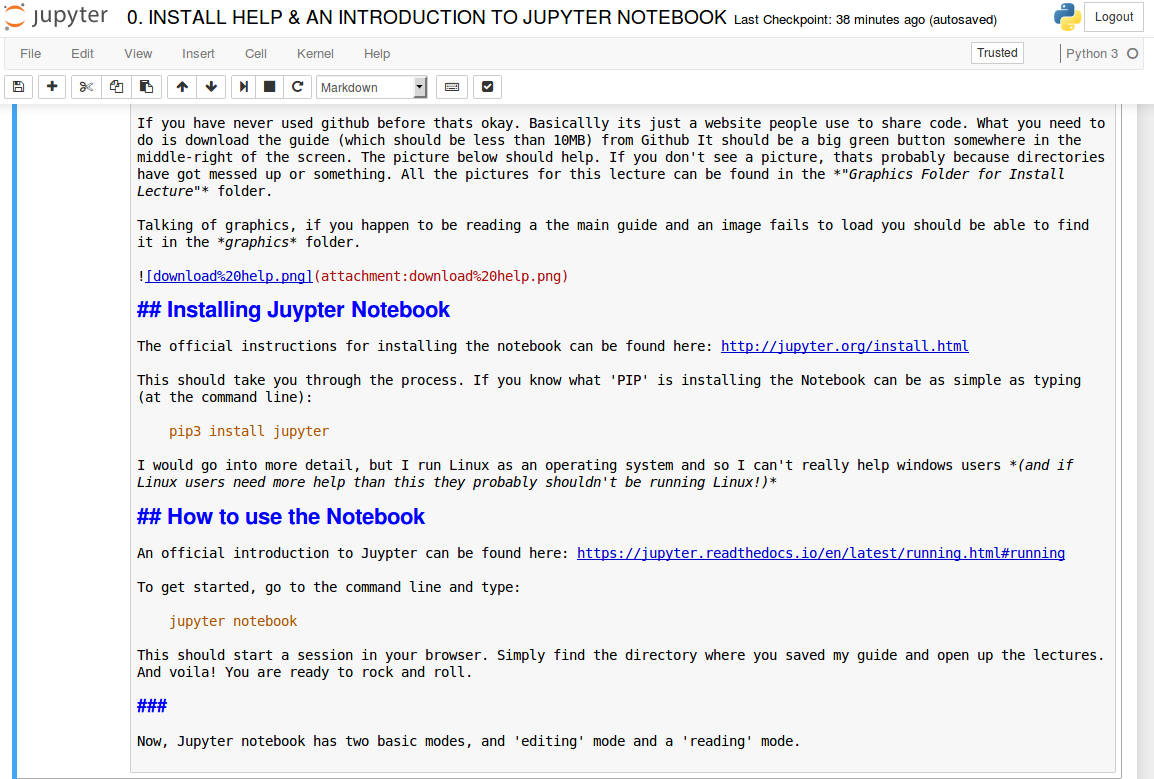 jupyter 0. INSTALL HELP & AN INTRODUCTION TO JUPYTER NOTEBOOK Last Checkpoint: 38 minutes ago (autosaved) Logout
File Edit View Insert Cell Kernel Help Trusted Python 3
Markdown
If you have never used github before thats okay. Basicallly its just a website people use to share code. What you need to
do is download the guide (which should be less than 10MB) from Github It should be a big green button somewhere in the
middle-right of the screen. The picture below should help. If you don't see a picture, thats probably because directories
have got messed up or something. All the pictures for this lecture can be found in the *"Graphics Folder for Install
Lecture"* folder.
Talking of graphics, if you happen to be reading a the main guide and an image fails to load you should be able to find
it in the *graphics* folder.
![download%20help.png](attachment:download%20help.png)
## Installing Juypter Notebook
The official instructions for installing the notebook can be found here: http://jupyter.org/install.html
This should take you through the process. If you know what 'PIP' is installing the Notebook can be as simple as typing
(at the command line):
pip3 install jupyter
I would go into more detail, but I run Linux as an operating system and so I can't really help windows users *(and if
Linux users need more help than this they probably shouldn't be running Linux!)*
## How to use the Notebook
An official introduction to Juypter can be found here: https://jupyter.readthedocs.io/en/latest/running.html#running
To get started, go to the command line and type:
jupyter notebook
This should start a session in your browser. Simply find the directory where you saved my guide and open up the lectures.
And voila! You are ready to rock and roll.
###
Now, Jupyter notebook has two basic modes, and 'editing' mode and a 'reading' mode.